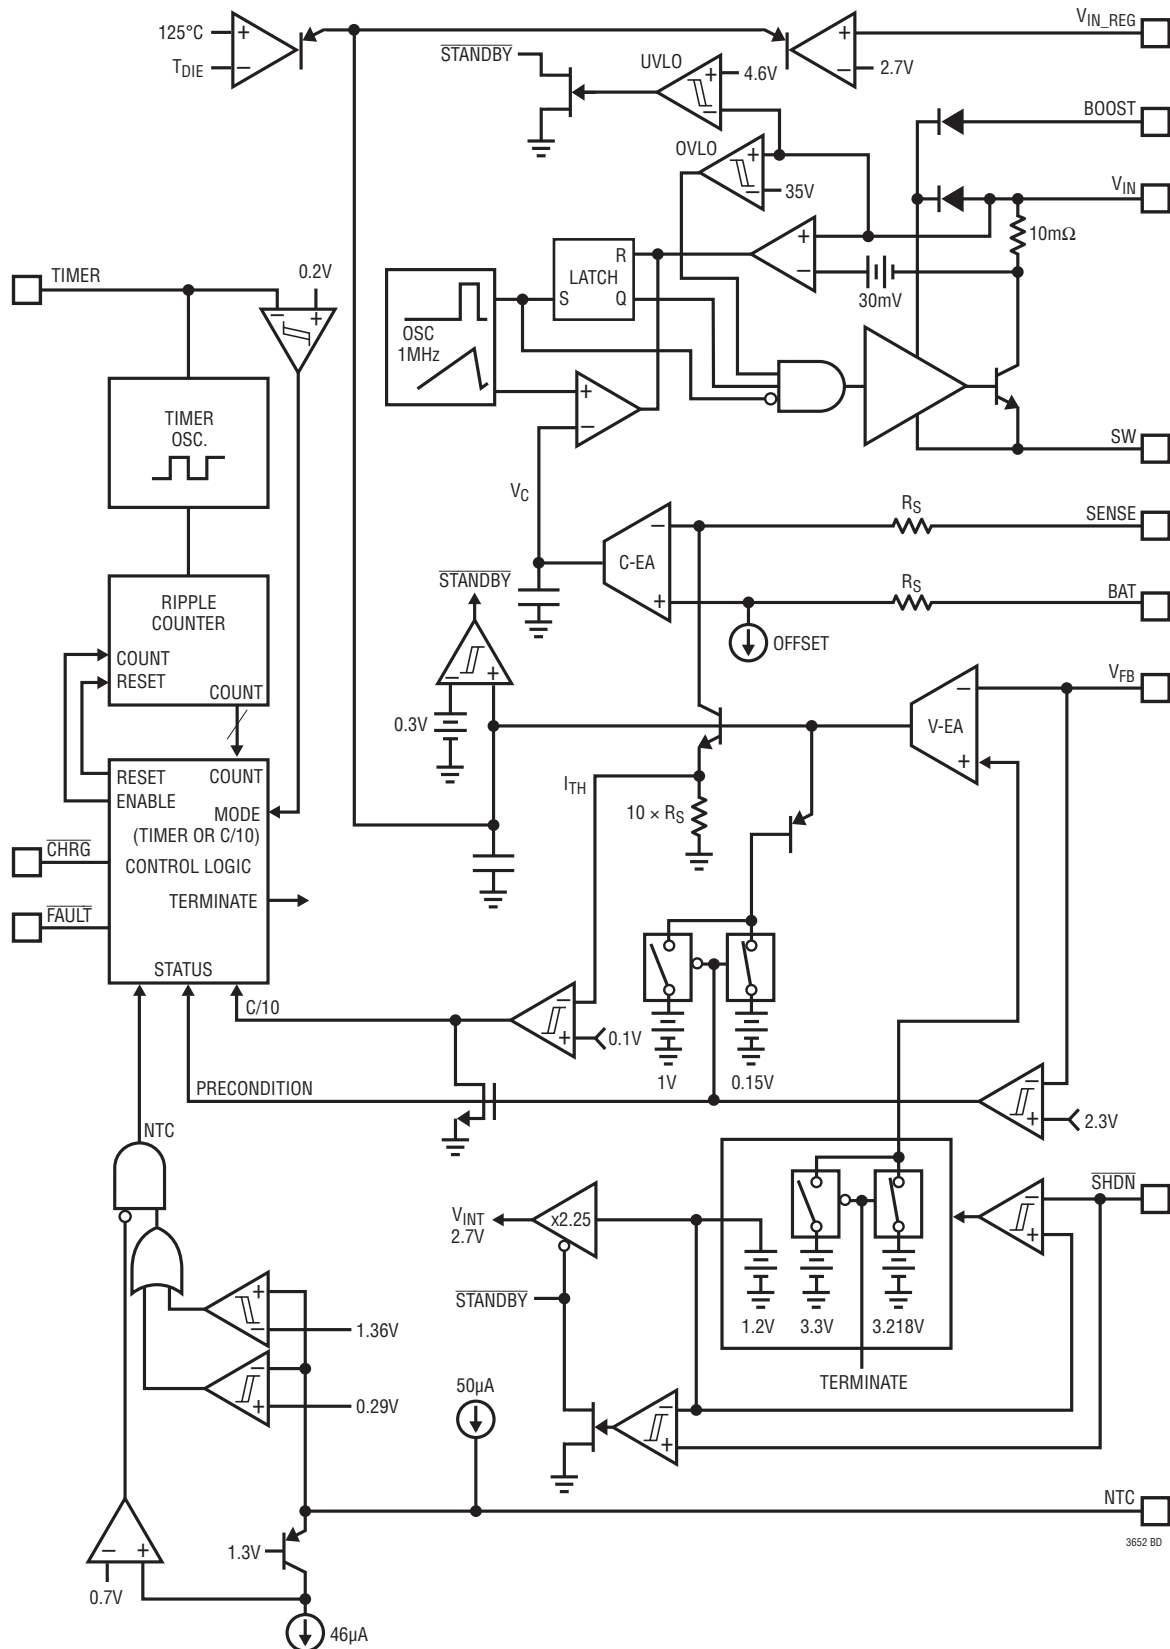 125°C
TDIE
+
−
STANDBY
UVLO
+
−
4.6V
+
−
2.7V
VIN_REG
BOOST
OVLO
+
−
35V
VIN
10mΩ
+
−
30mV
TIMER
0.2V
−
+
R
LATCH
S
Q
OSC
1MHz
+
−
TIMER
OSC.
SW
VC
RS
SENSE
−
C-EA
+
RS
BAT
OFFSET
STANDBY
−
+
0.3V
RIPPLE
COUNTER
COUNT
RESET
COUNT
−
V-EA
+
VFB
RESET
COUNT
ENABLE
MODE
(TIMER OR C/10)
CONTROL LOGIC
TERMINATE
STATUS
CHRG
FAULT
ITH
10 × RS
C/10
−
+
0.1V
1V
0.15V
PRECONDITION
−
+
2.3V
NTC
VINT
2.7V
x2.25
STANDBY
1.2V
3.3V
3.218V
TERMINATE
−
+
SHDN
+
−
1.36V
−
+
0.29V
50µA
−
+
NTC
1.3V
−
+
0.7V
46µA
3652 BD